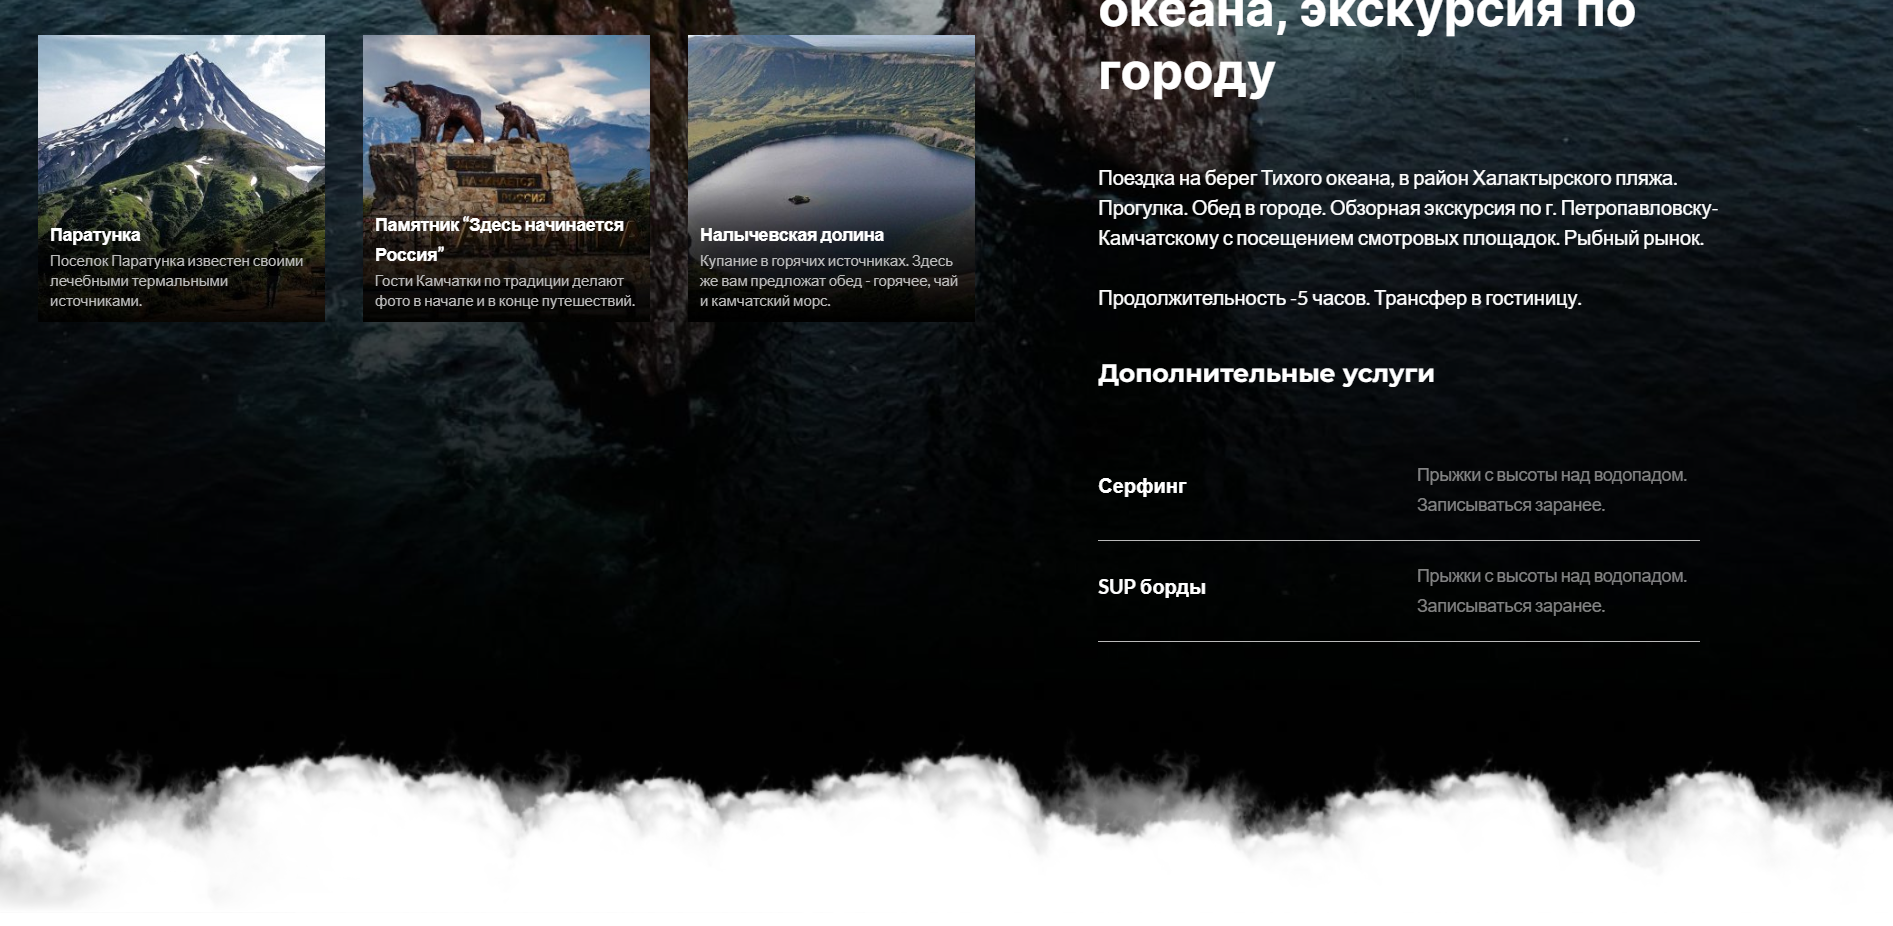 океана, экскурсия по
городу
НАЧИНАЕТСЯ
РОССИЯ
Паратунка
Поселок Паратунка известен своими
лечебными термальными
источниками.
Памятник “Здесь начинается
Россия”
Гости Камчатки по традиции делают
фото в начале и в конце путешествий.
Налычевская долина
Купание в горячих источниках. Здесь
же вам предложат обед - горячее, чай
и камчатский морс.
Поездка на берег Тихого океана, в район Халактырского пляжа.
Прогулка. Обед в городе. Обзорная экскурсия по г. Петропавловску-
Камчатскому с посещением смотровых площадок. Рыбный рынок.
Продолжительность -5 часов. Трансфер в гостиницу.
Дополнительные услуги
Серфинг
Прыжки с высоты над водопадом.
Записываться заранее.
SUP борды
Прыжки с высоты над водопадом.
Записываться заранее.